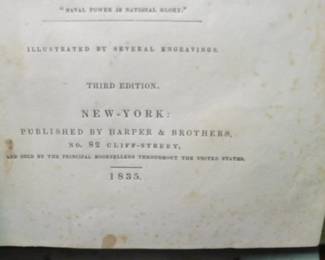 "NAVAL POWER IS NATIONAL GLORY."
ILLUSTRATED BY SEVERAL ENGRAVINGS.
THIRD EDITION.
NEW-YORK:
PUBLISHED BY HARPER & BROTHERS,
NO. 82 CLIFF-STREET,
AND SOLD BY THE PRINCIPAL BOOKSELLERS THROUGHOUT THE UNITED STATES.
1835.